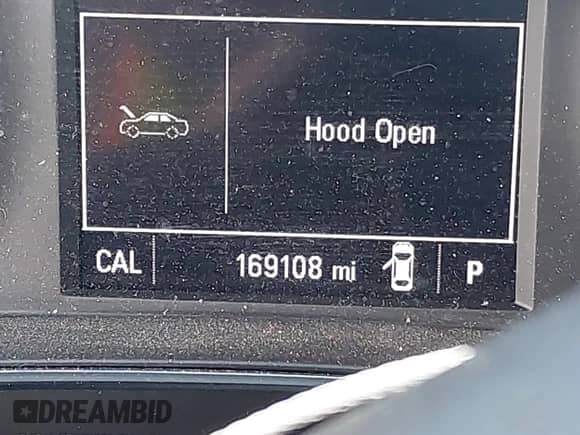 Hood Open
CAL 169108 mi P
DREAMBID